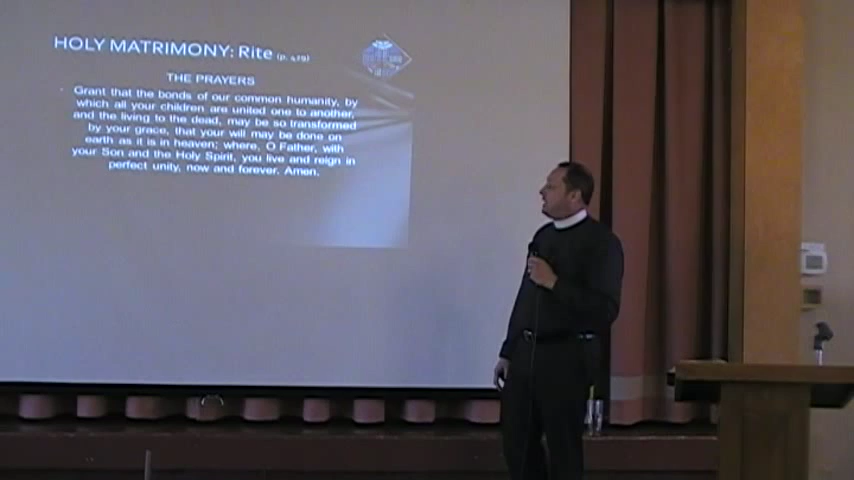 HOLY MATRIMONY: Rite (p. 429)
THE PRAYERS
Grant that the bonds of our common humanity, by
which all your children are united one to another,
and the living to the dead, may be so transformed
by your grace, that your will may be done on
earth as it is in heaven; where, O Father, with
your Son and the Holy Spirit, you live and reign in
perfect unity, now and forever. Amen.